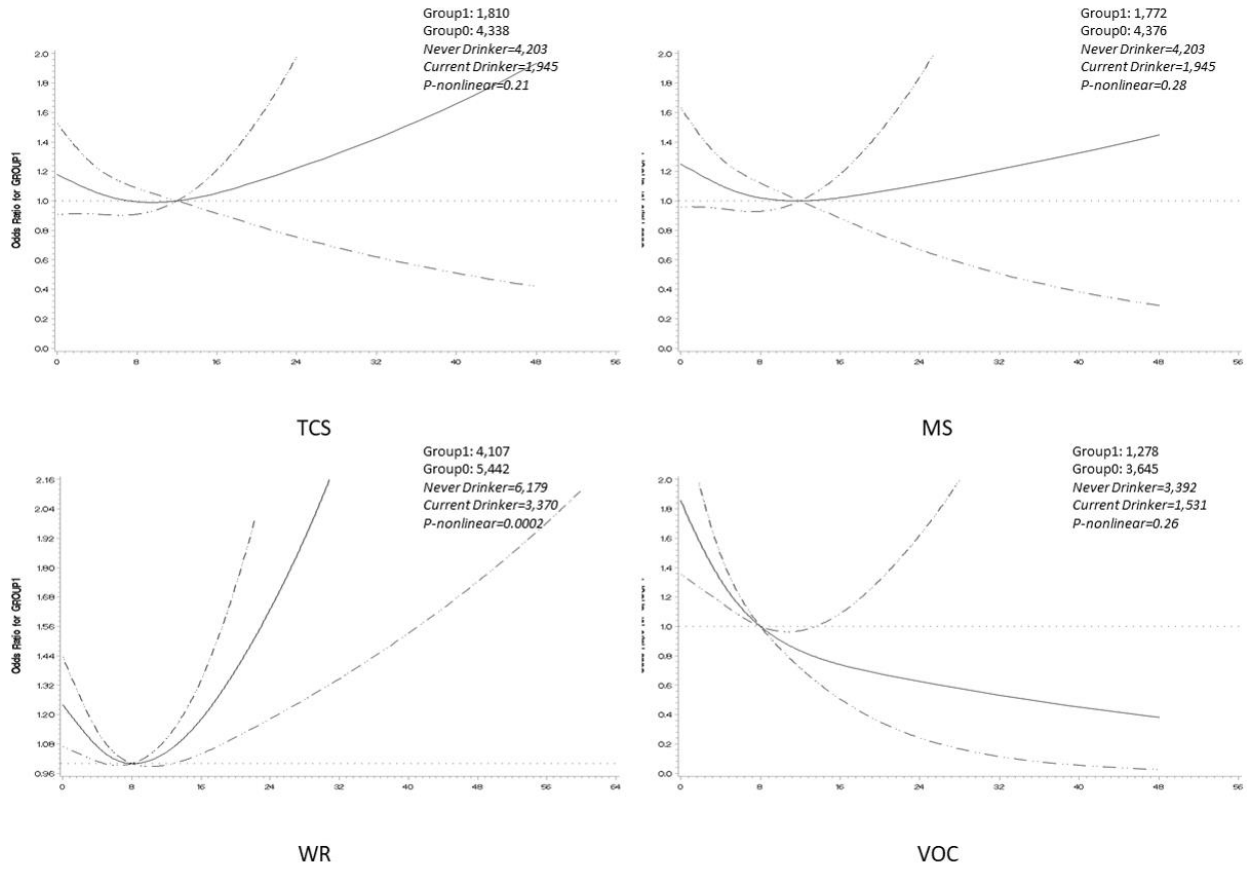 Group1: 1,810
Group0: 4,338
Never Drinker=4,203
Current Drinker=1,945
P-nonlinear=0.21
Odds Ratio for GROUP1
2.0
1.8
1.6
1.4
1.2
1.0
0.8
0.6
0.4
0.2
0.0
0 8 16 24 32 40 48 56
TCS
Group1: 1,772
Group0: 4,376
Never Drinker=4,203
Current Drinker=1,945
P-nonlinear=0.28
2.0
1.8
1.6
1.4
1.2
1.0
0.8
0.6
0.4
0.2
0.0
0 8 16 24 32 40 48 56
MS
Group1: 4,107
Group0: 5,442
Never Drinker=6,179
Current Drinker=3,370
P-nonlinear=0.0002
Odds Ratio for GROUP1
2.16
2.04
1.92
1.80
1.68
1.56
1.44
1.32
1.20
1.08
0.96
0 8 16 24 32 40 48 56 64
WR
Group1: 1,278
Group0: 3,645
Never Drinker=3,392
Current Drinker=1,531
P-nonlinear=0.26
2.0
1.8
1.6
1.4
1.2
1.0
0.8
0.6
0.4
0.2
0.0
0 8 16 24 32 40 48 56
VOC